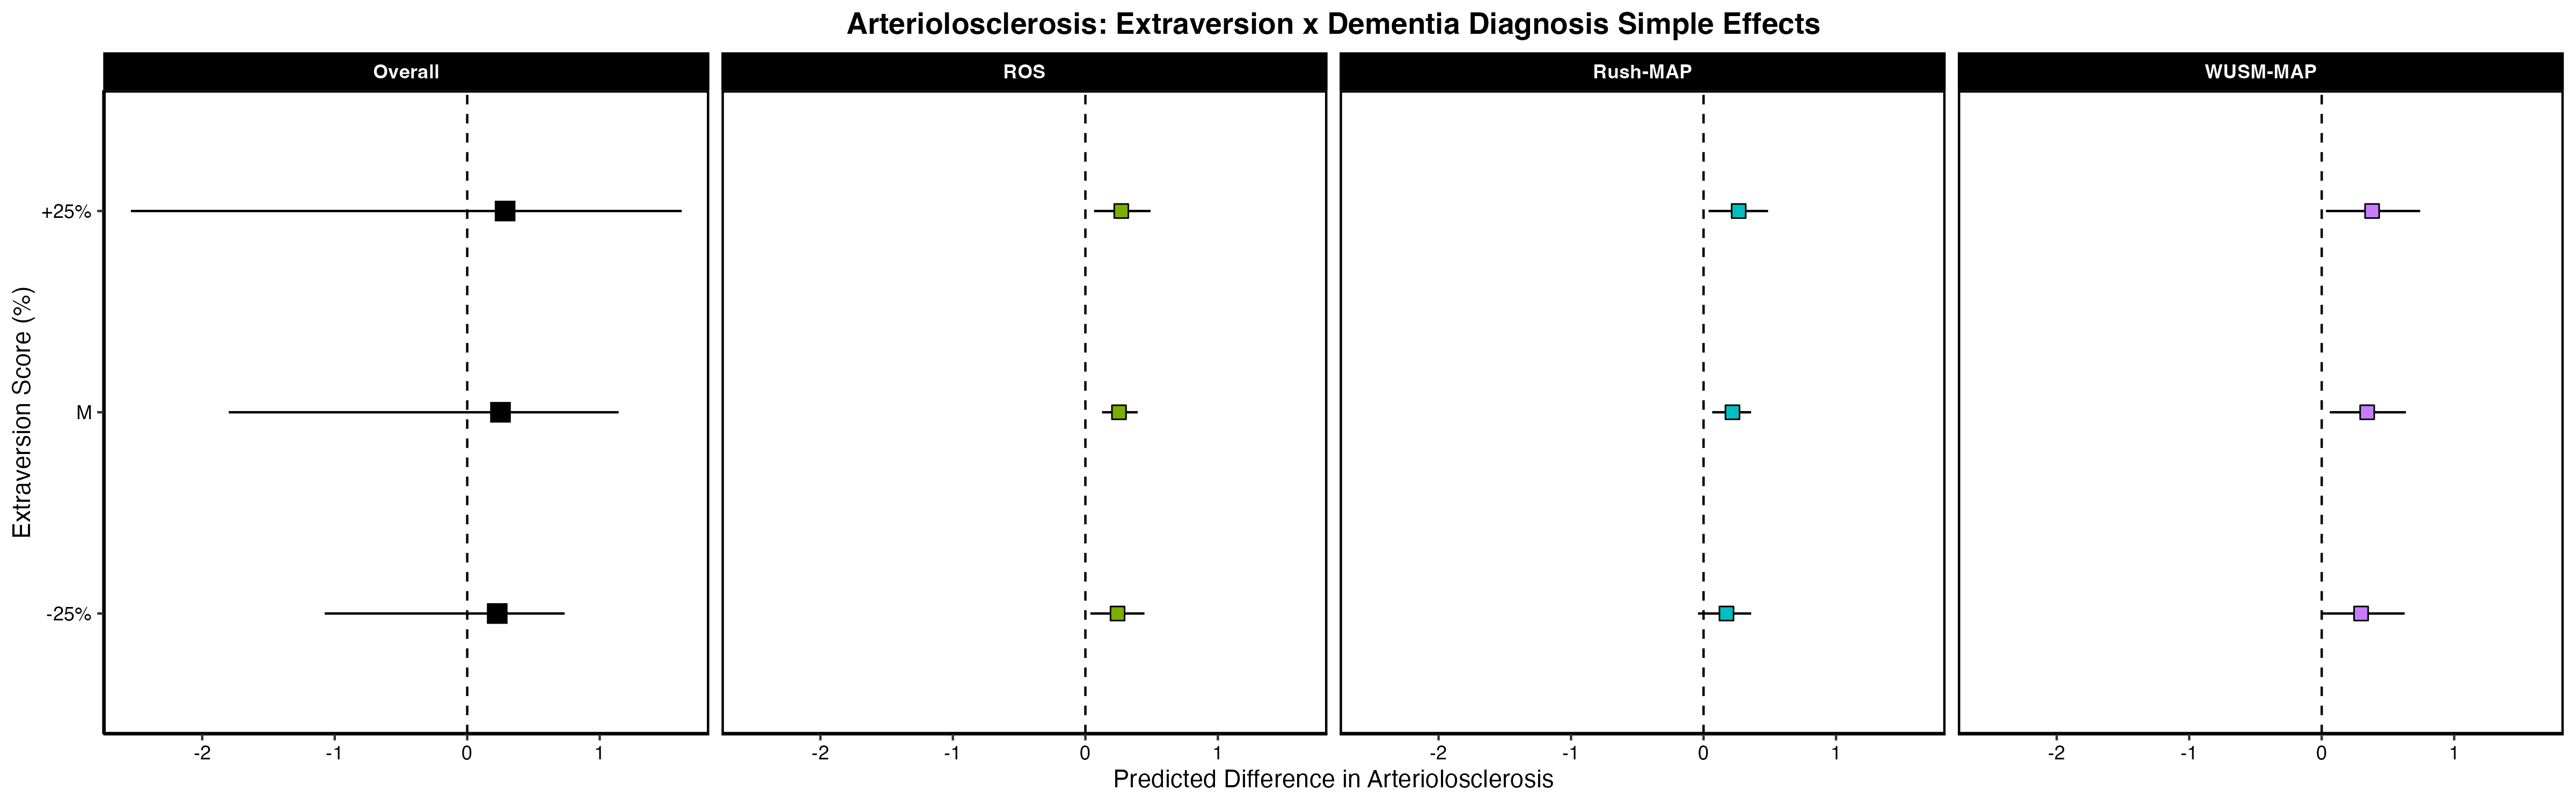 Arteriolosclerosis: Extraversion x Dementia Diagnosis Simple Effects
Overall
ROS
Rush-MAP
WUSM-MAP
Extraversion Score (%)
+25%
M
-25%
-2 -1 0 1
-2 -1 0 1
-2 -1 0 1
-2 -1 0 1
Predicted Difference in Arteriolosclerosis